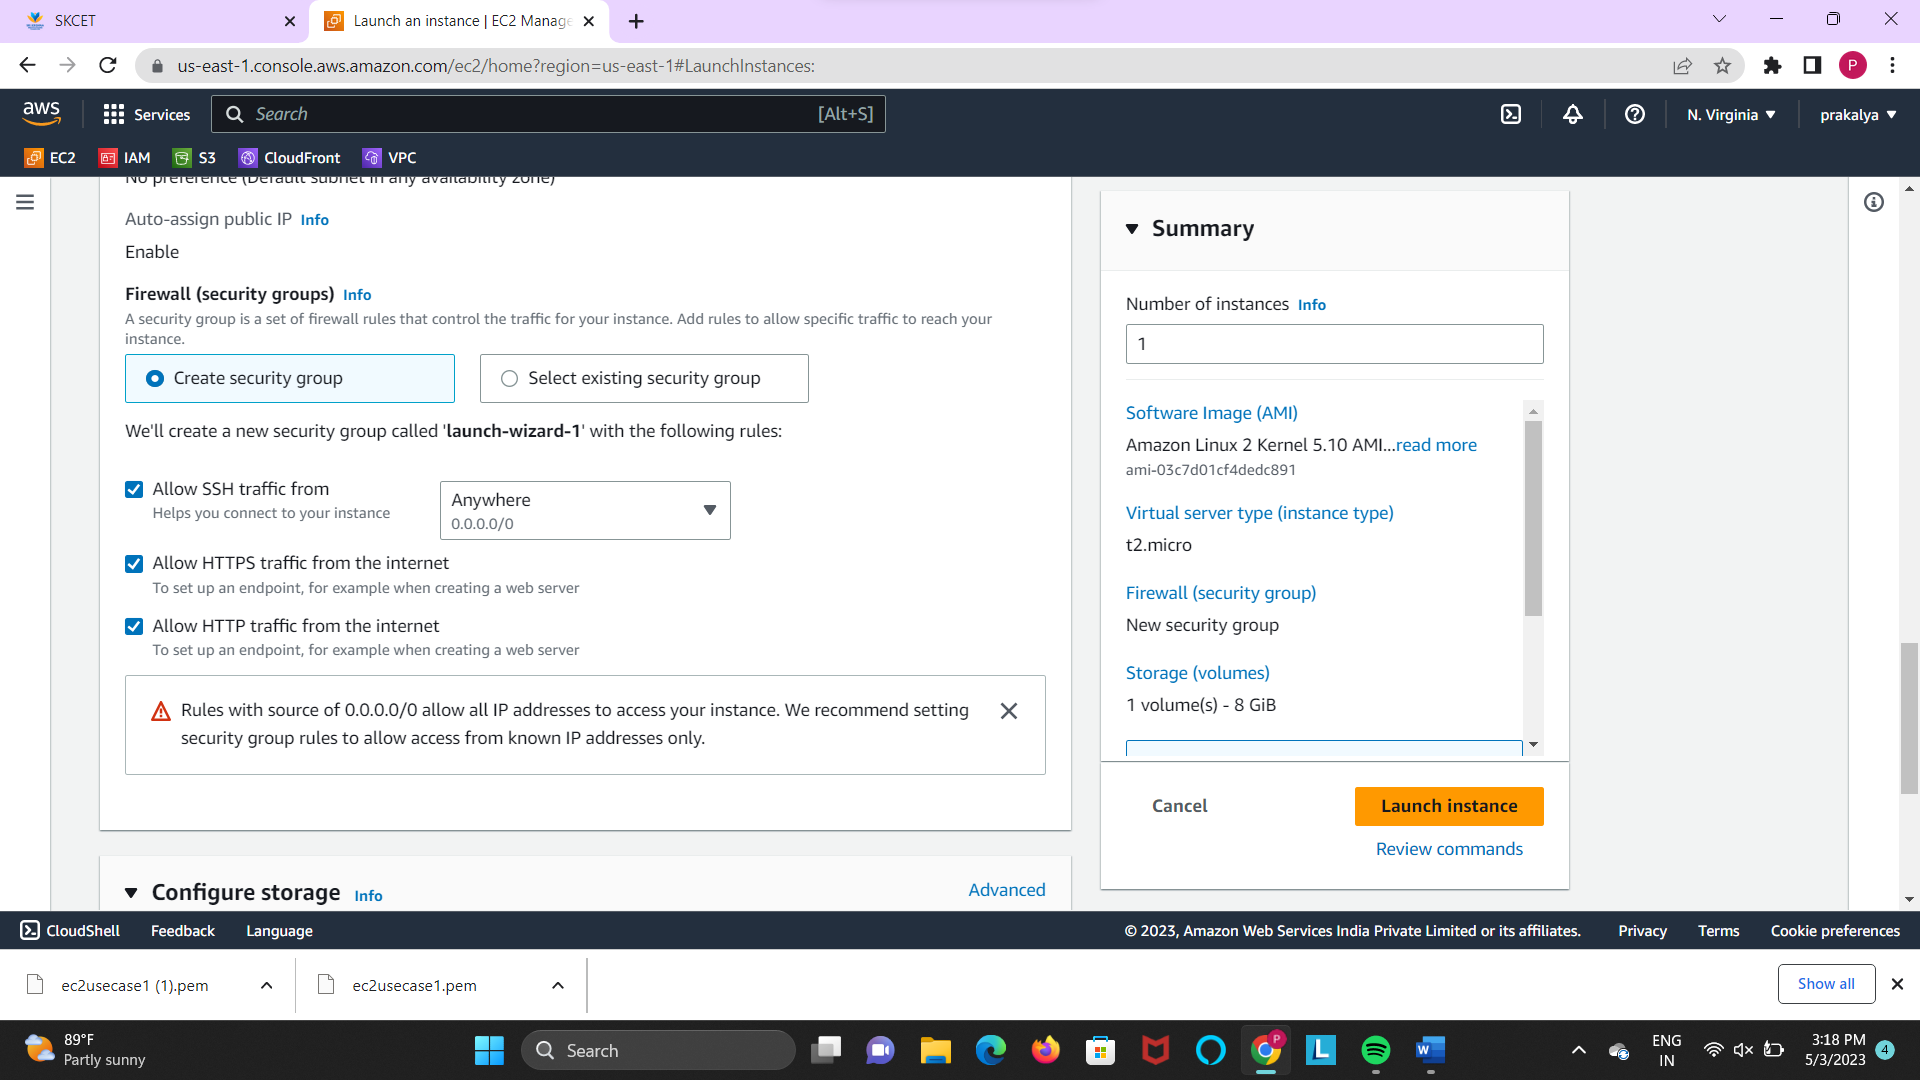 SKCET
Launch an instance | EC2 Manage
us-east-1.console.aws.amazon.com/ec2/home?region=us-east-1#LaunchInstances:
P
aws
Services
Search
[Alt+S]
N. Virginia
prakalya
EC2
IAM
S3
CloudFront
VPC
No preference (Default subnet in any availability zone)
Auto-assign public IP Info
Enable
Firewall (security groups) Info
A security group is a set of firewall rules that control the traffic for your instance. Add rules to allow specific traffic to reach your
instance.
Create security group
Select existing security group
We'll create a new security group called 'launch-wizard-1' with the following rules:
Allow SSH traffic from
Helps you connect to your instance
Anywhere
0.0.0.0/0
Allow HTTPS traffic from the internet
To set up an endpoint, for example when creating a web server
Allow HTTP traffic from the internet
To set up an endpoint, for example when creating a web server
Rules with source of 0.0.0.0/0 allow all IP addresses to access your instance. We recommend setting
security group rules to allow access from known IP addresses only.
Configure storage Info
Advanced
Summary
Number of instances Info
1
Software Image (AMI)
Amazon Linux 2 Kernel 5.10 AMI...read more
ami-03c7d01cf4dedc891
Virtual server type (instance type)
t2.micro
Firewall (security group)
New security group
Storage (volumes)
1 volume(s) - 8 GiB
Cancel
Launch instance
Review commands
CloudShell
Feedback
Language
© 2023, Amazon Web Services India Private Limited or its affiliates.
Privacy
Terms
Cookie preferences
ec2usecase1 (1).pem
ec2usecase1.pem
Show all
89°F
Partly sunny
Search
P
L
W
ENG
IN
3:18 PM
5/3/2023
4